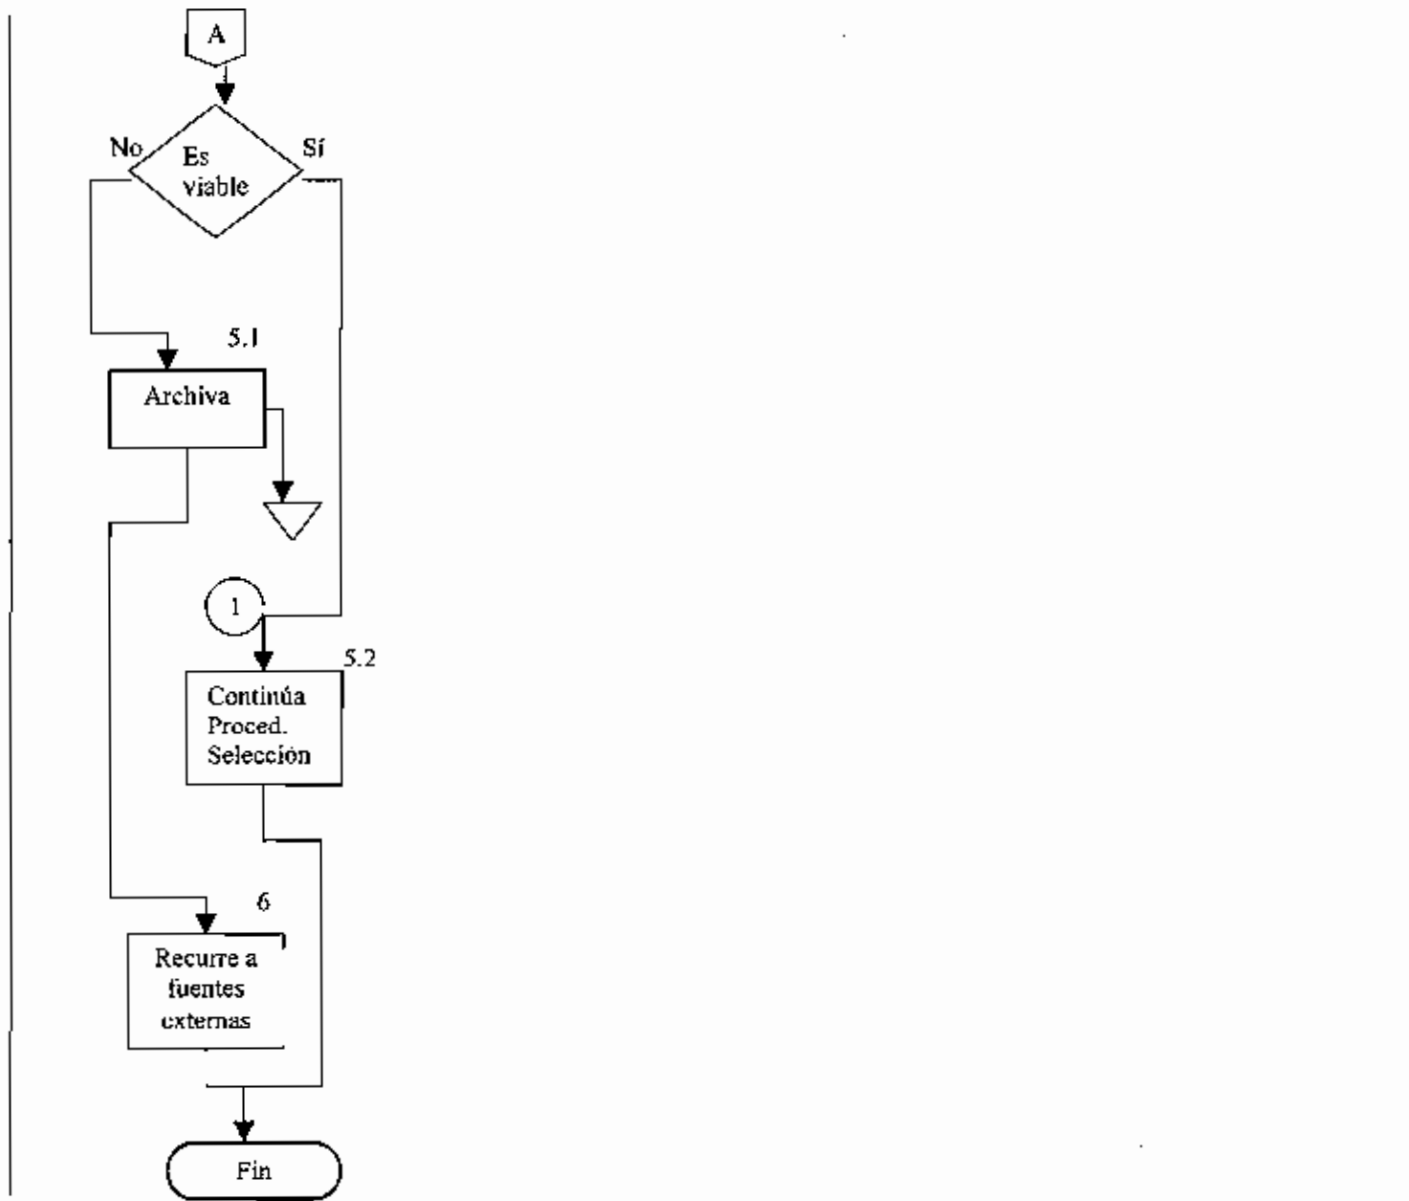 A
No
Sí
Es
viable
5.1
Archiva
1
5.2
Continúa
Proced.
Selección
6
Recurre a
fuentes
externas
Fin